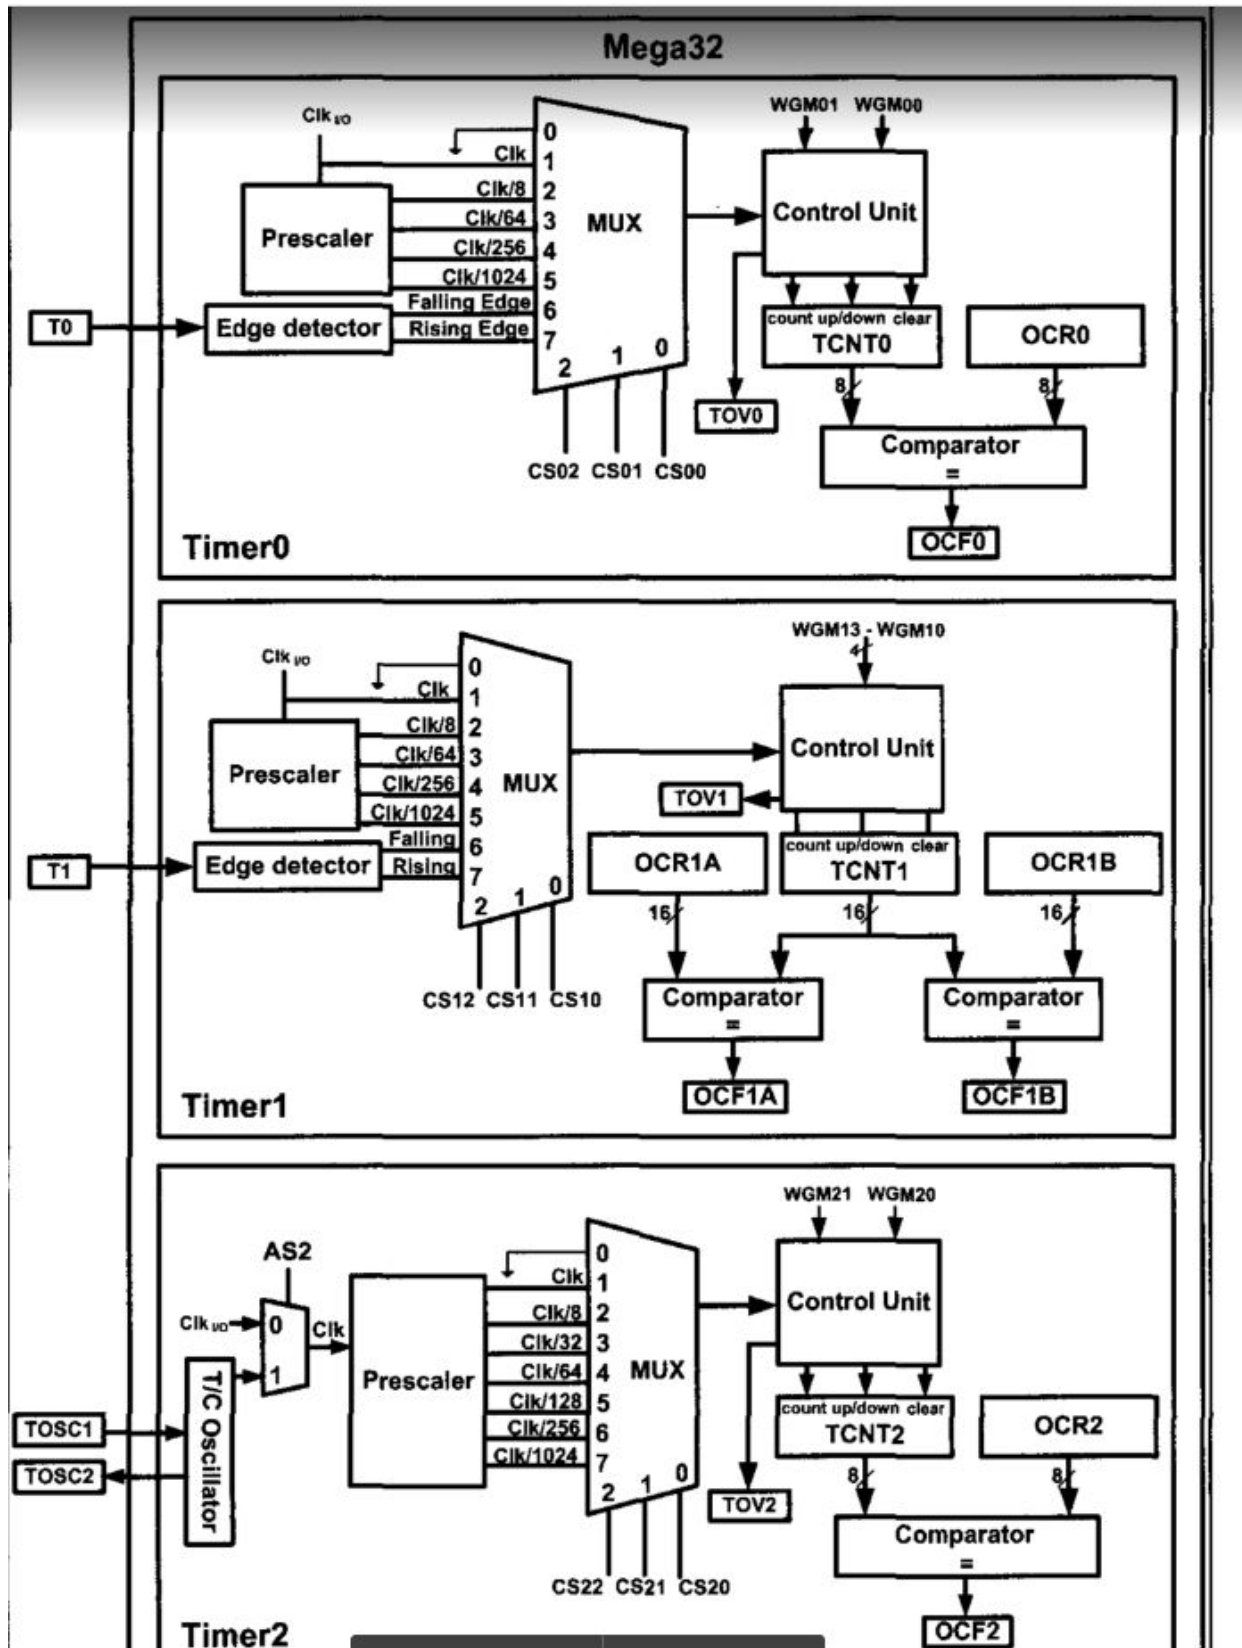 Mega32
WGM01 WGM00
Clk I/O
0
Clk 1
Clk/8 2
Clk/64 3
Clk/256 4
Clk/1024 5
Falling Edge 6
Rising Edge 7
Prescaler
MUX
Control Unit
T0
Edge detector
2 1 0
count up/down clear
TCNT0
OCR0
8 8
TOV0
Comparator
=
CS02 CS01 CS00
OCF0
Timer0
WGM13 - WGM10
4
Clk I/O
0
Clk 1
Clk/8 2
Clk/64 3
Clk/256 4
Clk/1024 5
Falling 6
Rising 7
Prescaler
MUX
Control Unit
TOV1
T1
Edge detector
2 1 0
OCR1A
count up/down clear
TCNT1
OCR1B
16 16 16
CS12 CS11 CS10
Comparator
=
Comparator
=
OCF1A
OCF1B
Timer1
WGM21 WGM20
AS2
Clk I/O 0
1
Clk
0
Clk 1
Clk/8 2
Clk/32 3
Clk/64 4
Clk/128 5
Clk/256 6
Clk/1024 7
Prescaler
MUX
Control Unit
T/C Oscillator
TOSC1
TOSC2
2 1 0
count up/down clear
TCNT2
OCR2
8 8
TOV2
Comparator
=
CS22 CS21 CS20
OCF2
Timer2